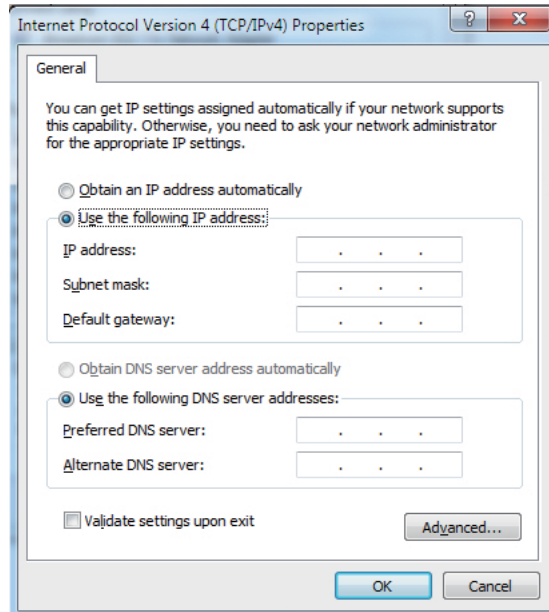 Internet Protocol Version 4 (TCP/IPv4) Properties
?
General
You can get IP settings assigned automatically if your network supports
this capability. Otherwise, you need to ask your network administrator
for the appropriate IP settings.
Obtain an IP address automatically
Use the following IP address:
IP address:
. . .
Subnet mask:
. . .
Default gateway:
. . .
Obtain DNS server address automatically
Use the following DNS server addresses:
Preferred DNS server:
. . .
Alternate DNS server:
. . .
Validate settings upon exit
Advanced...
OK
Cancel